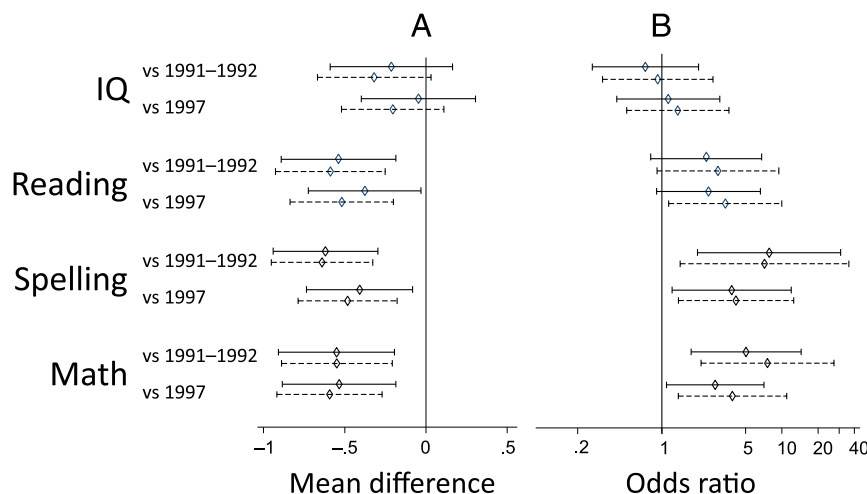 A B
IQ
vs 1991–1992
vs 1997
Reading
vs 1991–1992
vs 1997
Spelling
vs 1991–1992
vs 1997
Math
vs 1991–1992
vs 1997
–1 –.5 0 .5 .2 1 5 10 20 40
Mean difference Odds ratio